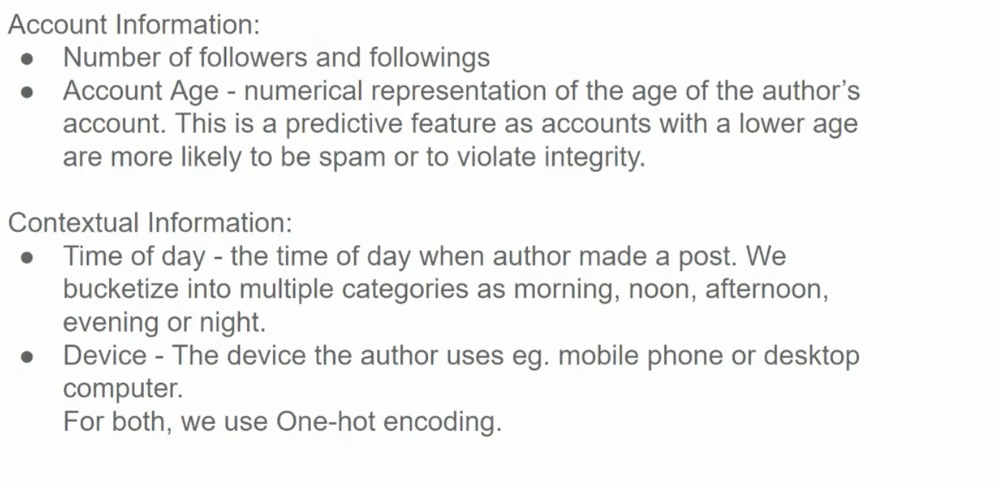 Account Information:
● Number of followers and followings
● Account Age - numerical representation of the age of the author’s
account. This is a predictive feature as accounts with a lower age
are more likely to be spam or to violate integrity.
Contextual Information:
● Time of day - the time of day when author made a post. We
bucketize into multiple categories as morning, noon, afternoon,
evening or night.
● Device - The device the author uses eg. mobile phone or desktop
computer.
For both, we use One-hot encoding.